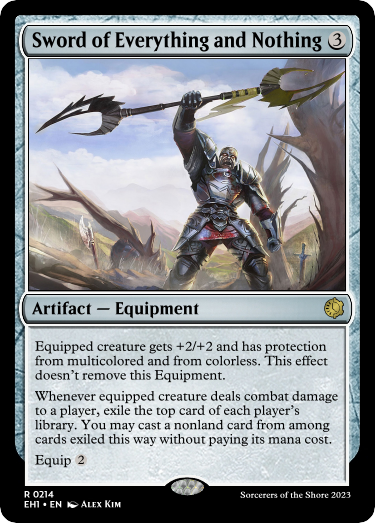 Sword of Everything and Nothing 3
Artifact — Equipment
Equipped creature gets +2/+2 and has protection
from multicolored and from colorless. This effect
doesn't remove this Equipment.
Whenever equipped creature deals combat damage
to a player, exile the top card of each player's
library. You may cast a nonland card from among
cards exiled this way without paying its mana cost.
Equip 2
R 0214
EH1 • EN Alex Kim
Sorcerers of the Shore 2023